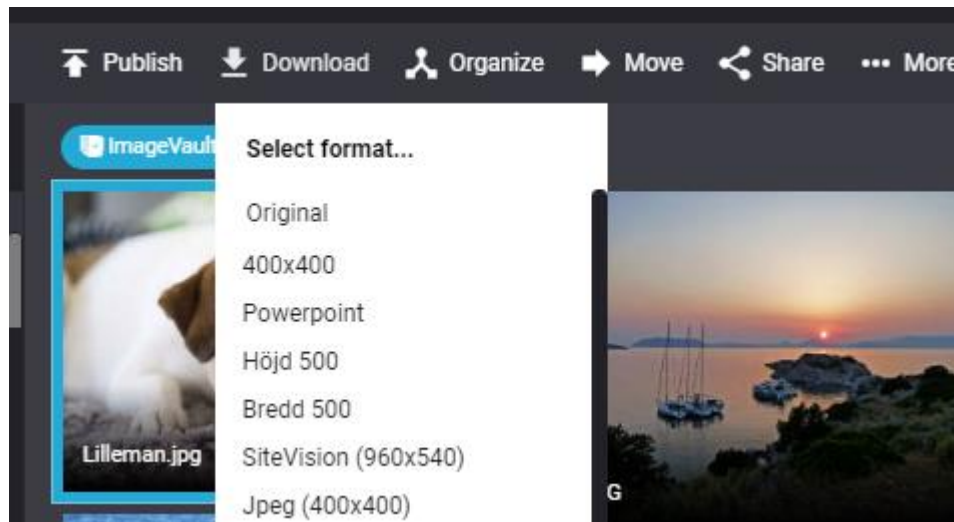 Publish Download Organize Move Share More
ImageVault
Select format...
Original
400x400
Powerpoint
Höjd 500
Bredd 500
SiteVision (960x540)
Lilleman.jpg
Jpeg (400x400)
G